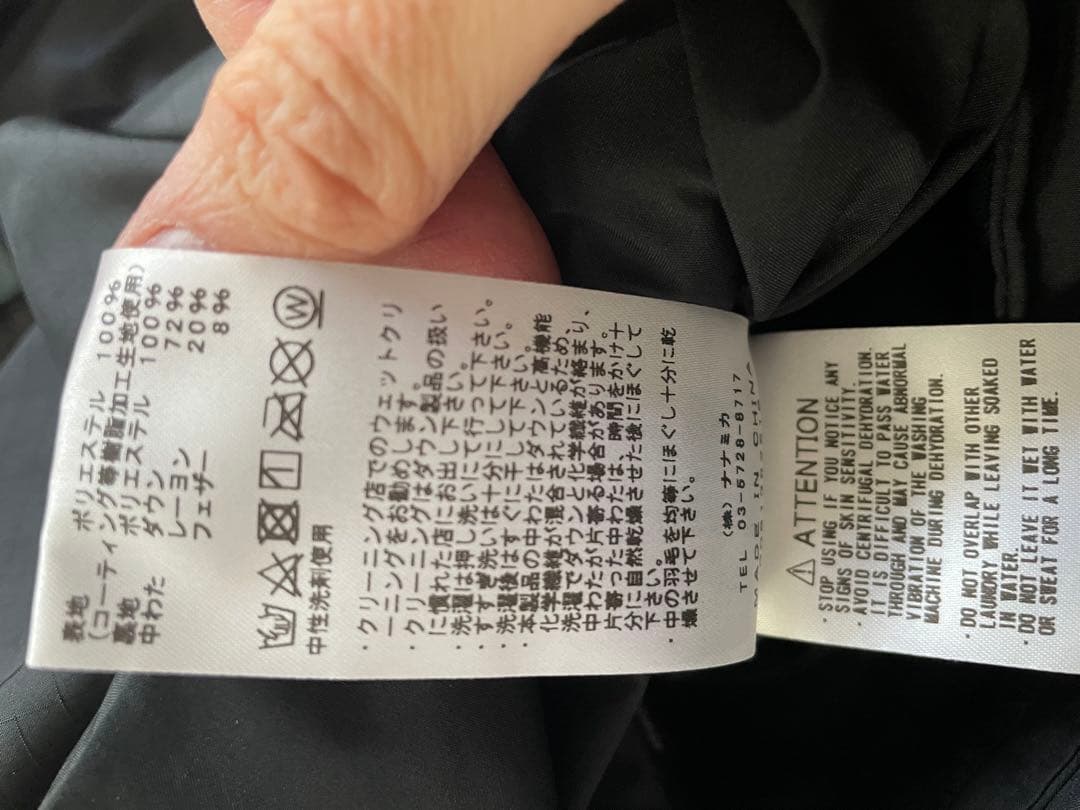 表地 ポリエステル 100%
(コーティング等樹脂加工生地使用)
裏地 ポリエステル 100%
中わた ダウン 72%
レーヨン 20%
フェザー 8%
W
中性洗剤使用
・クリーニング店でのウェットクリ
ーニングをお勧めします。
・クリーニングはダウン製品の扱い
に慣れた店にお出し下さい。
・洗濯は押し洗いにて行って下さい。
・すすぎ洗いは十分にして下さい。
・洗濯後はすぐに干して下さい。
・本製品の中わたはダウンと高機能
化学繊維が混合されているため、
洗濯でダウンと化学繊維が絡まり、
中わたが片寄る場合があります。
片寄った中わたは、時間をかけ十
分に自然乾燥させた後にほぐして
下さい。
・中の羽毛を均等にほぐし十分に乾
燥させて下さい。
(株)ナナミカ
TEL 03-5728-8717
MADE IN CHINA
ATTENTION
・STOP USING IF YOU NOTICE ANY
SIGNS OF SKIN SENSITIVITY.
・AVOID CENTRIFUGAL DEHYDRATION.
IT IS DIFFICULT TO PASS WATER
THROUGH AND MAY CAUSE ABNORMAL
VIBRATION OF THE WASHING
MACHINE DURING DEHYDRATION.
・DO NOT OVERLAP WITH OTHER
LAUNDRY WHILE LEAVING SOAKED
IN WATER.
・DO NOT LEAVE IT WET WITH WATER
OR SWEAT FOR A LONG TIME.